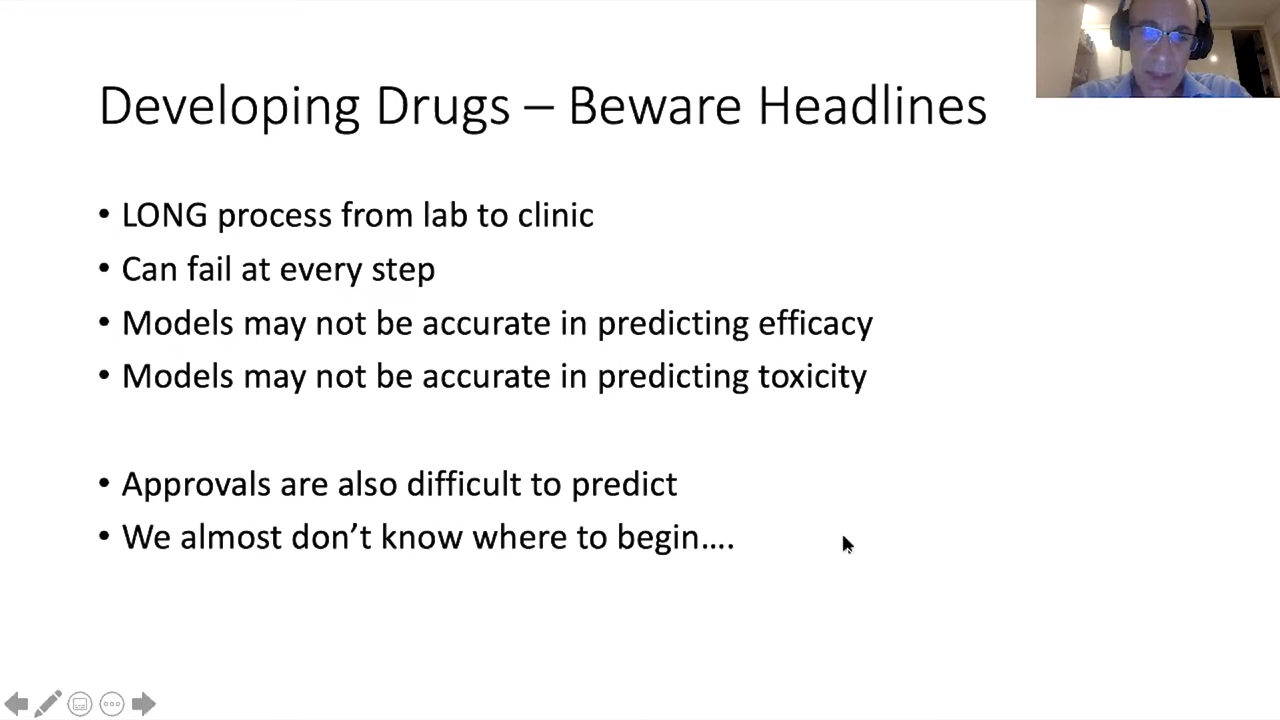 Developing Drugs – Beware Headlines
• LONG process from lab to clinic
• Can fail at every step
• Models may not be accurate in predicting efficacy
• Models may not be accurate in predicting toxicity
• Approvals are also difficult to predict
• We almost don’t know where to begin….